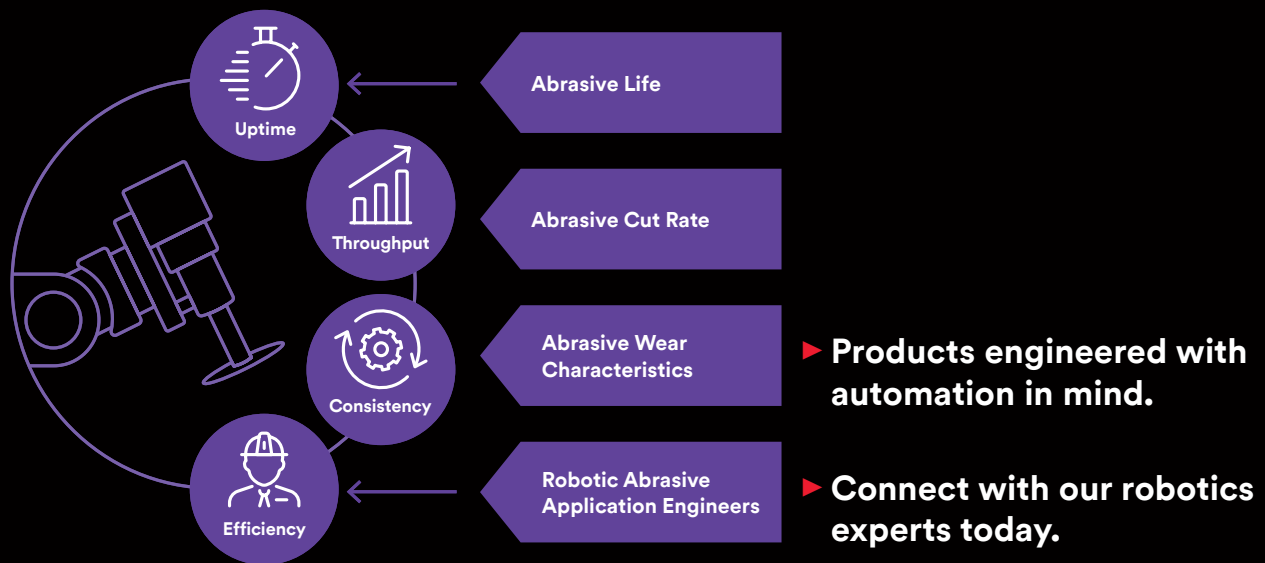 Uptime
Abrasive Life
Throughput
Abrasive Cut Rate
Consistency
Abrasive Wear
Characteristics
Products engineered with
automation in mind.
Efficiency
Robotic Abrasive
Application Engineers
Connect with our robotics
experts today.